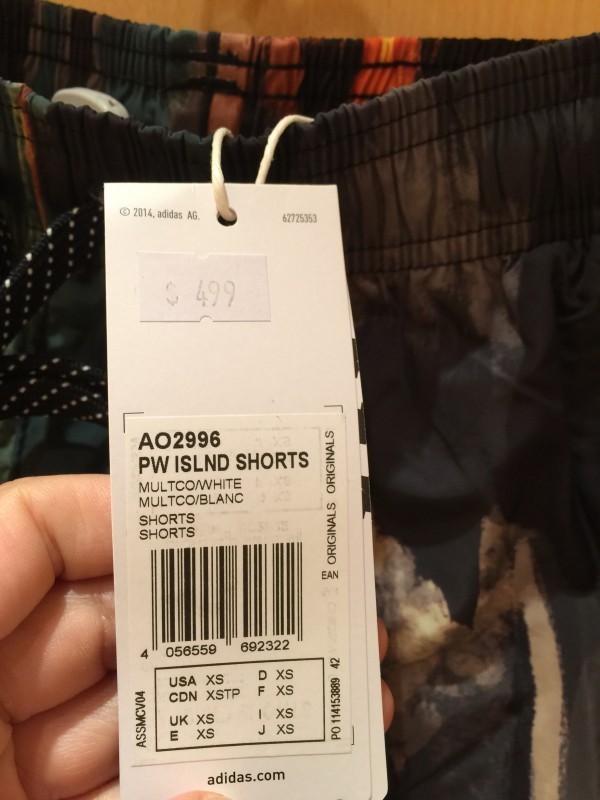 © 2014, adidas AG.
62725353
$ 499
AO2996
PW ISLND SHORTS
MULTCO/WHITE
MULTCO/BLANC
SHORTS
SHORTS
ORIGINALS ORIGINALS
EAN
4 056559 692322
USA XS D XS
CDN XSTP F XS
UK XS I XS
E XS J XS
ASSMCV04
PO 114153889 42
adidas.com